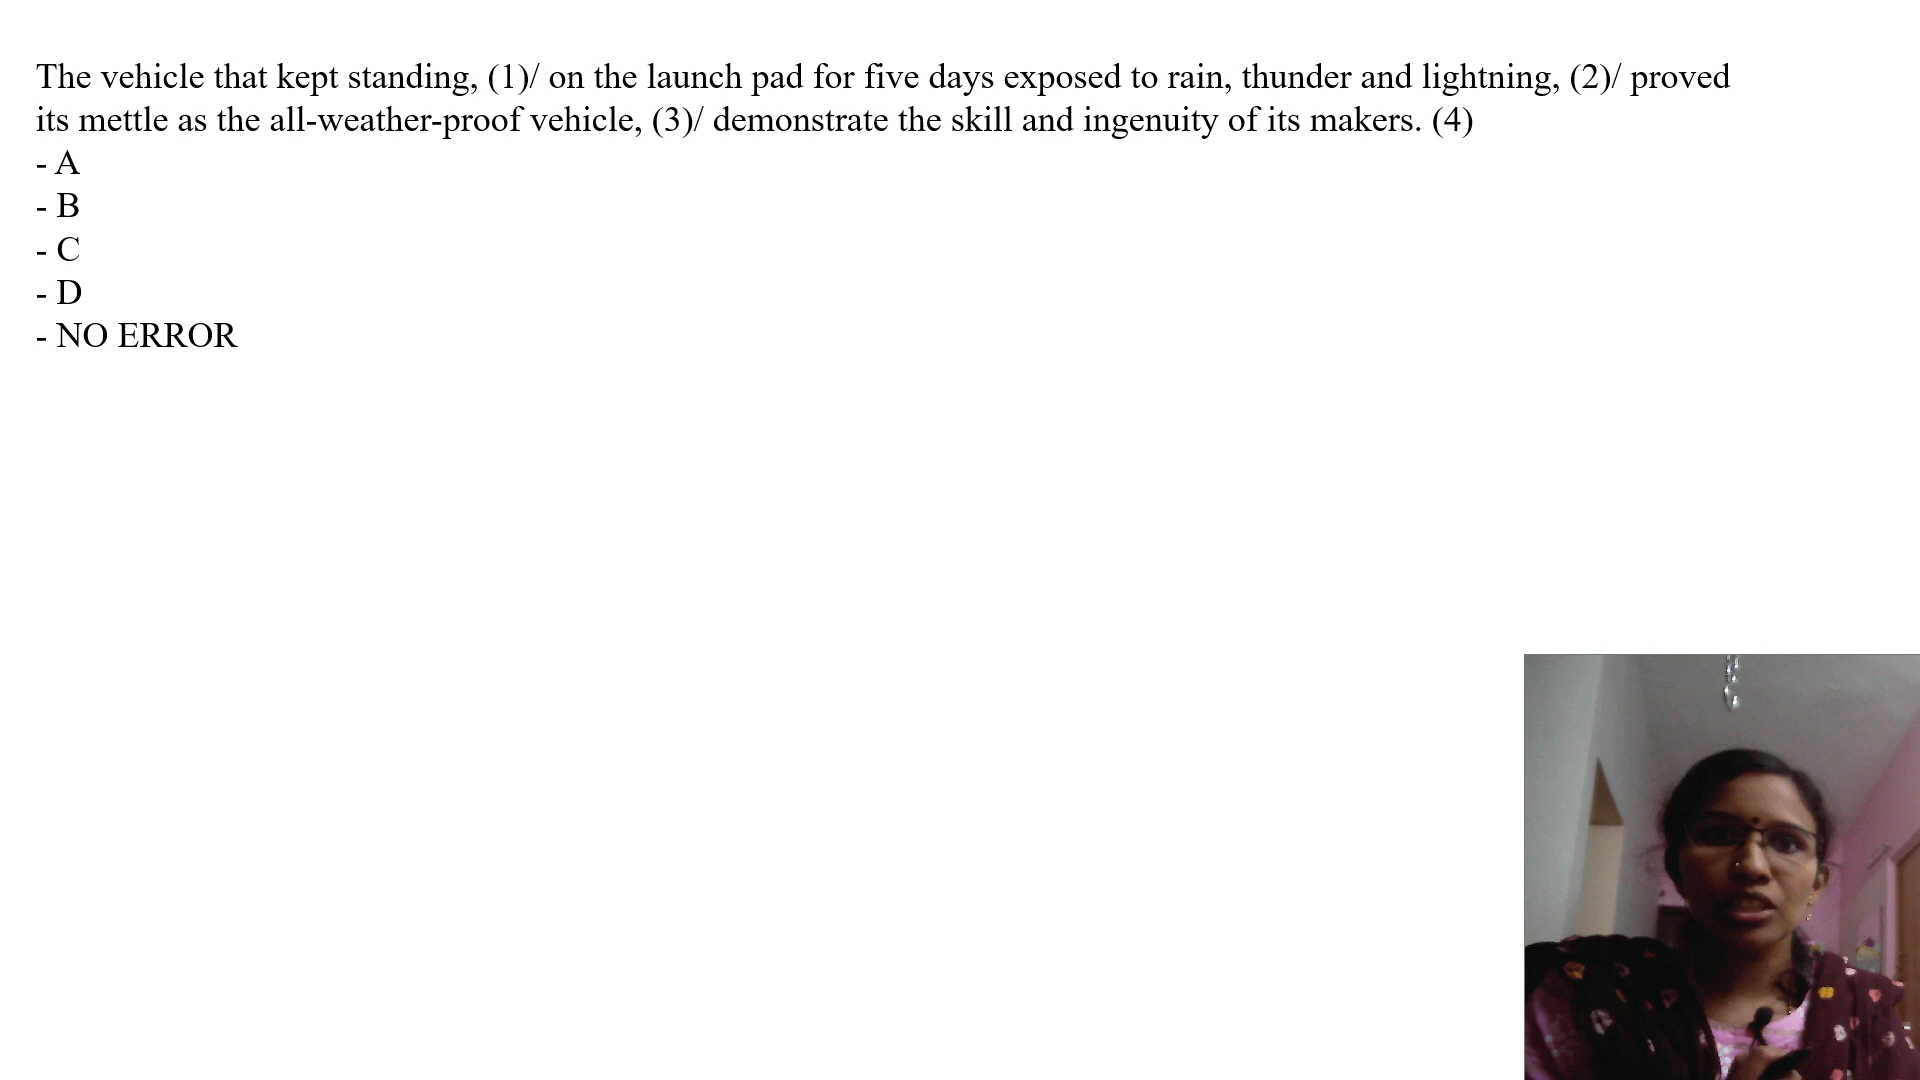 The vehicle that kept standing, (1)/ on the launch pad for five days exposed to rain, thunder and lightning, (2)/ proved
its mettle as the all-weather-proof vehicle, (3)/ demonstrate the skill and ingenuity of its makers. (4)
- A
- B
- C
- D
- NO ERROR